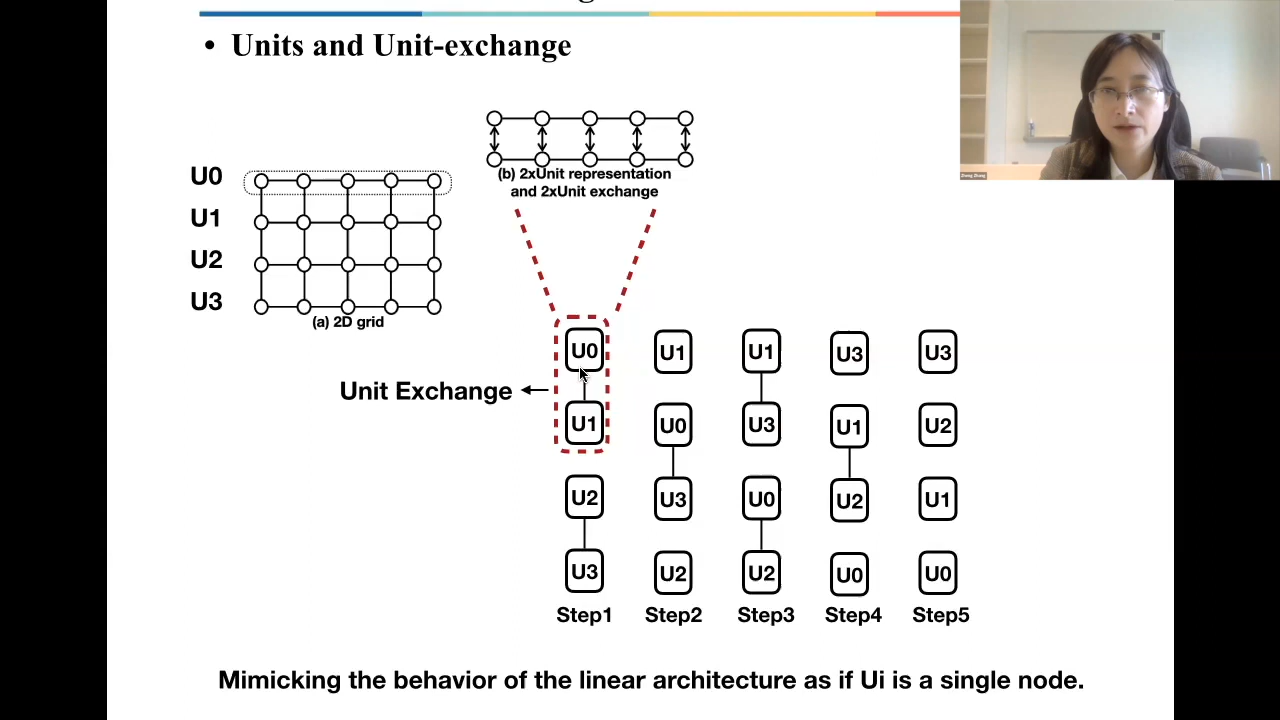 • Units and Unit-exchange
(b) 2xUnit representation
and 2xUnit exchange
U0
U1
U2
U3
(a) 2D grid
Unit Exchange
U0 U1 U1 U3 U3
U1 U0 U3 U1 U2
U2 U3 U0 U2 U1
U3 U2 U2 U0 U0
Step1 Step2 Step3 Step4 Step5
Mimicking the behavior of the linear architecture as if Ui is a single node.